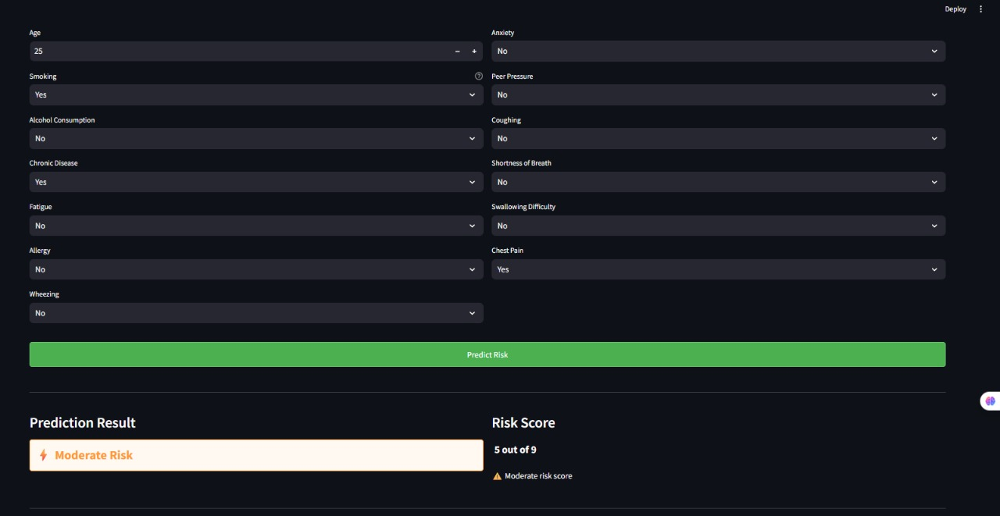 Deploy
Age
25
Anxiety
No
Smoking
Yes
Peer Pressure
No
Alcohol Consumption
No
Coughing
No
Chronic Disease
Yes
Shortness of Breath
No
Fatigue
No
Swallowing Difficulty
No
Allergy
No
Chest Pain
Yes
Wheezing
No
Predict Risk
Prediction Result
Moderate Risk
Risk Score
5 out of 9
Moderate risk score